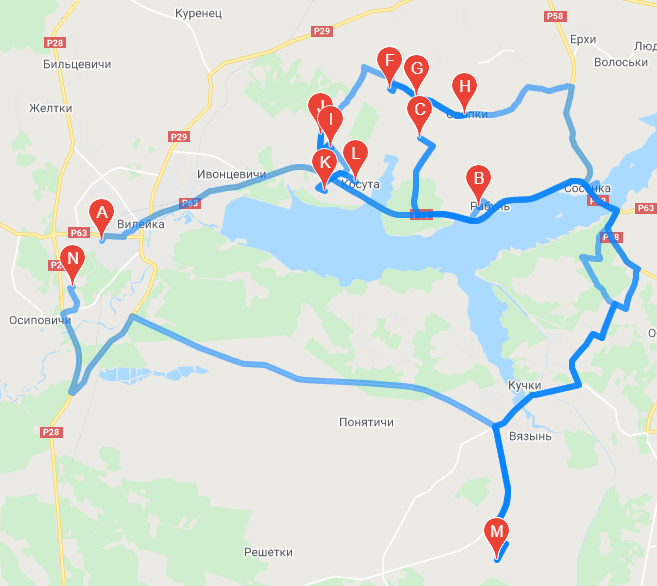 Куренец
P58
P29
P28
Ерхи
Люд
Бильцевичи
Волоськи
F
G
H
Желтки
J
C
I
P29
Ивонцевичи
L
K
Косута
B
Сосенка
P63
Рабунь
P63
A
Вилейка
P63
N
Осиповичи
Кучки
Понятичи
P28
Вязынь
M
Решетки